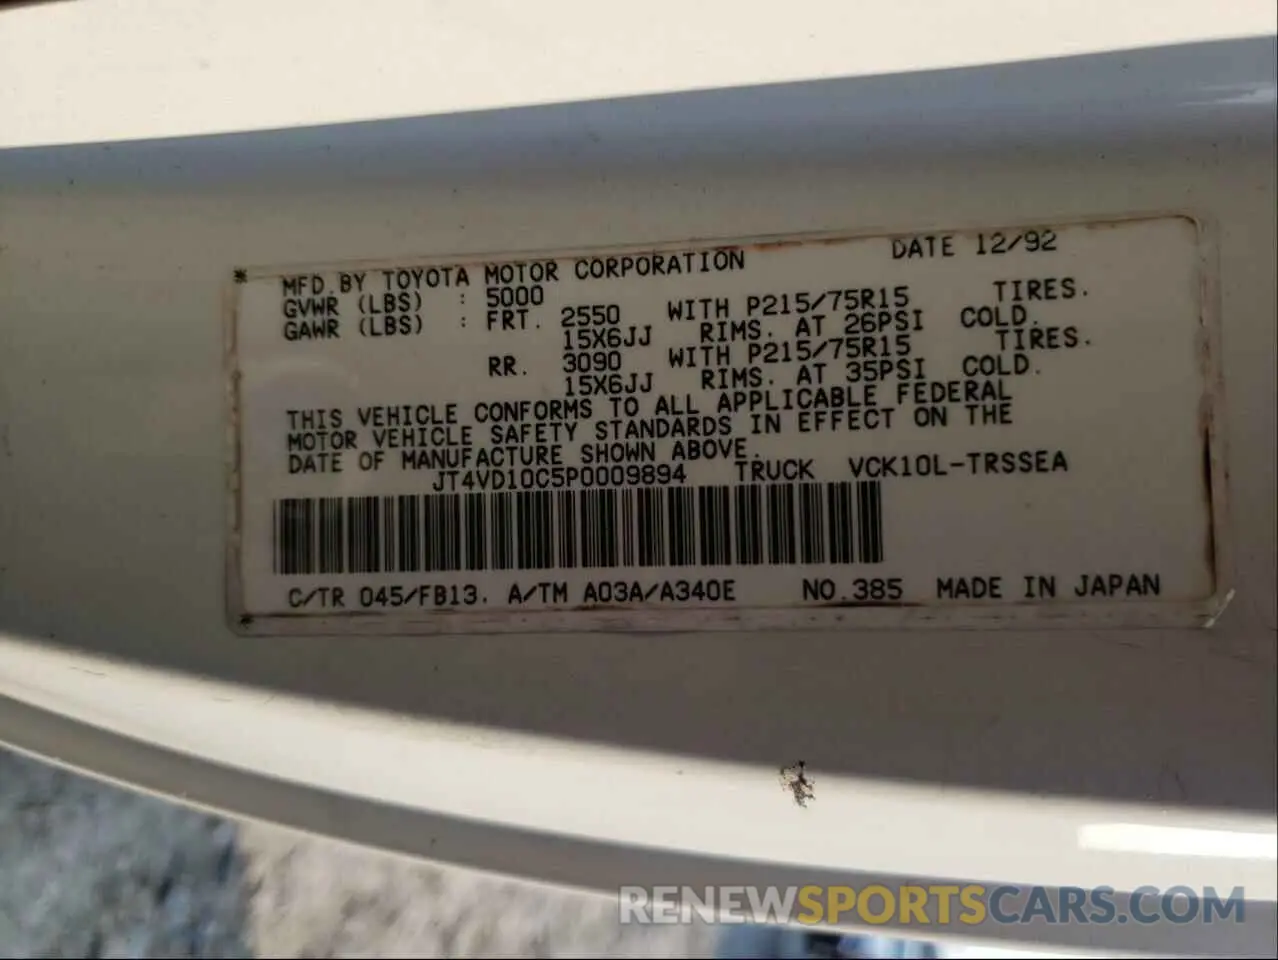 MFD. BY TOYOTA MOTOR CORPORATION DATE 12/92
GVWR (LBS) : 5000
GAWR (LBS) : FRT. 2550 WITH P215/75R15 TIRES.
15X6JJ RIMS. AT 26PSI COLD.
RR. 3090 WITH P215/75R15 TIRES.
15X6JJ RIMS. AT 35PSI COLD.
THIS VEHICLE CONFORMS TO ALL APPLICABLE FEDERAL
MOTOR VEHICLE SAFETY STANDARDS IN EFFECT ON THE
DATE OF MANUFACTURE SHOWN ABOVE.
JT4VD10C5P0009894 TRUCK VCK10L-TRSSEA
C/TR 045/FB13. A/TM A03A/A340E NO.385 MADE IN JAPAN
RENEWSPORTSCARS.COM